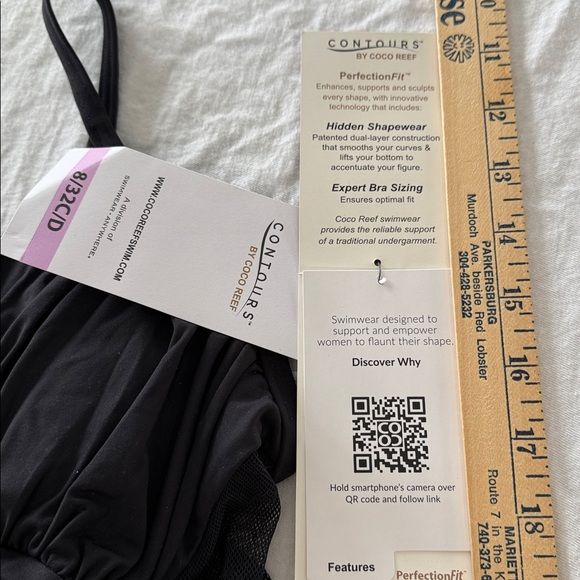 CONTOURS™
BY COCO REEF
PerfectionFit™
Enhances, supports and sculpts
every shape, with innovative
technology that includes:
Hidden Shapewear
Patented dual-layer construction
that smooths your curves &
lifts your bottom to
accentuate your figure.
Expert Bra Sizing
Ensures optimal fit
Coco Reef swimwear
provides the reliable support
of a traditional undergarment.
Swimwear designed to
support and empower
women to flaunt their shape.
Discover Why
COCO
Hold smartphone's camera over
QR code and follow link
Features
PerfectionFit™
8/32C/D
A division of
SWIMWEAR·ANYWHERE.
WWW.COCOREEFSWIM.COM
CONTOURS™
BY COCO REEF
11
12
13
14
15
16
17
18
PARKERSBURG
Murdoch Ave. beside Red Lobster
304-428-5232
Route 7
in the